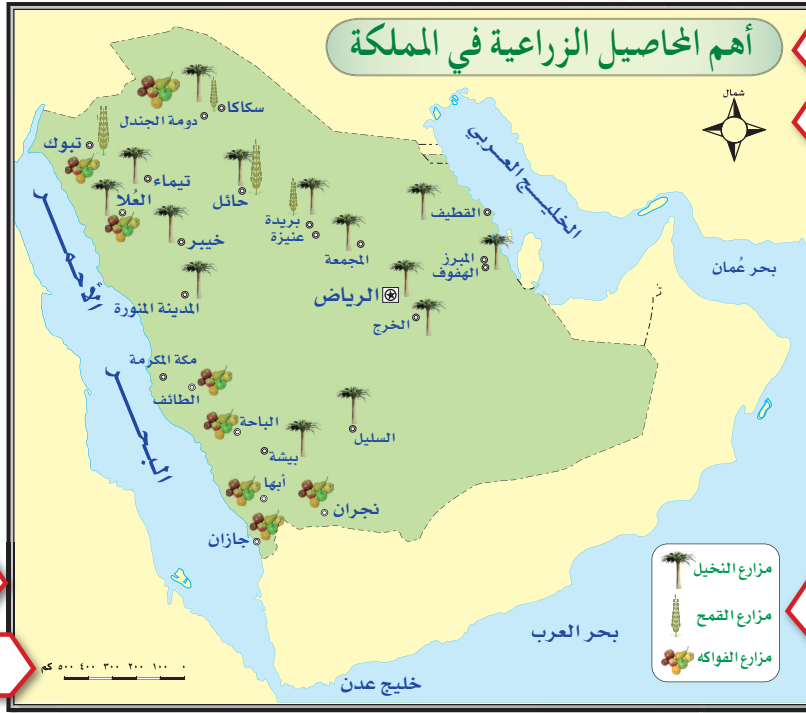 أهم المحاصيل الزراعية في المملكة
شمال
سكاكا
دومة الجندل
تبوك
تيماء
حائل
العُلا
خيبر
بريدة
عنيزة
المجمعة
القطيف
الخليج العربي
المبرز
الهفوف
بحر عُمان
الرياض
الخرج
المدينة المنورة
البحر الأحمر
مكة المكرمة
الطائف
الباحة
السليل
بيشة
أبها
نجران
جازان
مزارع النخيل
مزارع القمح
مزارع الفواكه
بحر العرب
خليج عدن
٠ ١٠٠ ٢٠٠ ٣٠٠ ٤٠٠ ٥٠٠ كم